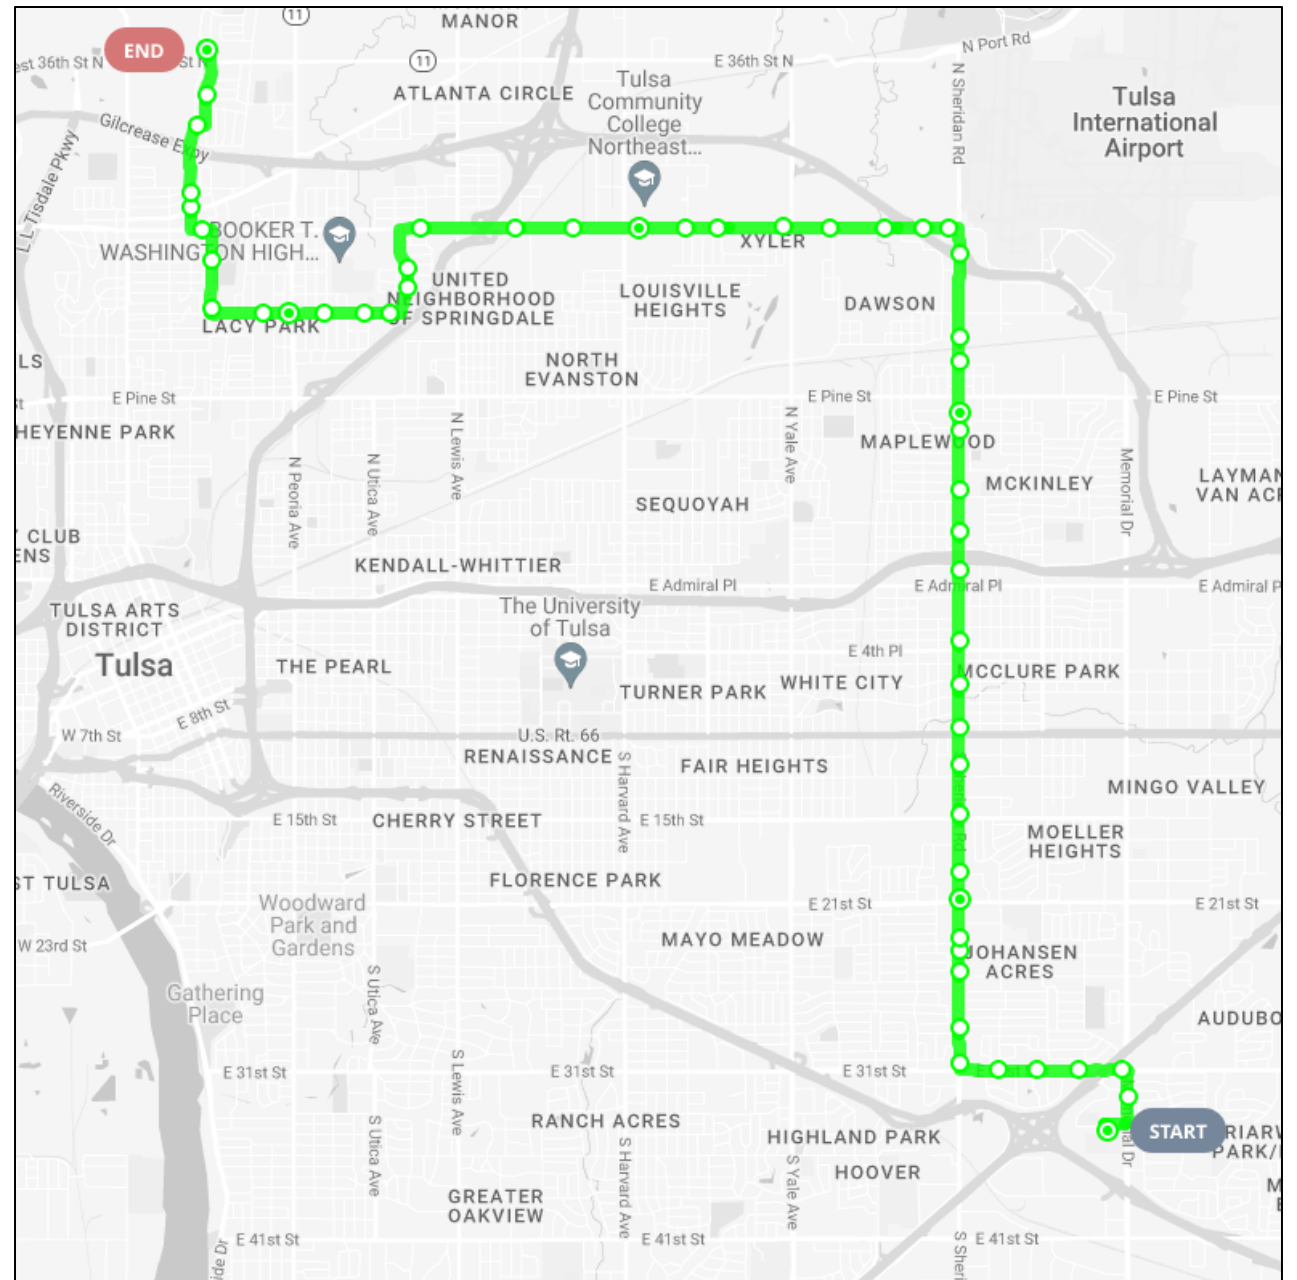 11
MANOR
END
est 36th St N
St N
11
E 36th St N
N Port Rd
ATLANTA CIRCLE
Tulsa
Community
College
Northeast...
N Sheridan Rd
Tulsa
International
Airport
Gilcrease Expy
L.L. Tisdale Pkwy
BOOKER T.
WASHINGTON HIGH...
XYLER
UNITED
NEIGHBORHOOD
OF SPRINGDALE
LOUISVILLE
HEIGHTS
DAWSON
LACY PARK
LS
NORTH
EVANSTON
st
E Pine St
E Pine St
E Pine St
HEYENNE PARK
N Lewis Ave
N Yale Ave
MAPLEWOOD
N Peoria Ave
N Utica Ave
Memorial Dr
MCKINLEY
LAYMAN
VAN ACR
SEQUOYAH
Y CLUB
ENS
KENDALL-WHITTIER
E Admiral Pl
E Admiral Pl
E Admiral P
TULSA ARTS
DISTRICT
The University
of Tulsa
Tulsa
THE PEARL
E 4th Pl
MCCLURE PARK
TURNER PARK
WHITE CITY
E 8th St
W 7th St
U.S. Rt. 66
RENAISSANCE
S Harvard Ave
FAIR HEIGHTS
MINGO VALLEY
Riverside Dr
E 15th St
CHERRY STREET
E 15th St
MOELLER
HEIGHTS
ST TULSA
FLORENCE PARK
Woodward
Park and
Gardens
E 21st St
E 21st St
W 23rd St
MAYO MEADOW
JOHANSEN
ACRES
S Utica Ave
Gathering
Place
AUDUBO
E 31st St
S Lewis Ave
E 31st St
E 31st St
RANCH ACRES
S Utica Ave
S Harvard Ave
HIGHLAND PARK
HOOVER
START
RIARW
PARK/
S Yale Ave
GREATER
OAKVIEW
M
E
ide Dr
E 41st St
E 41st St
S Sheri
E 41st St